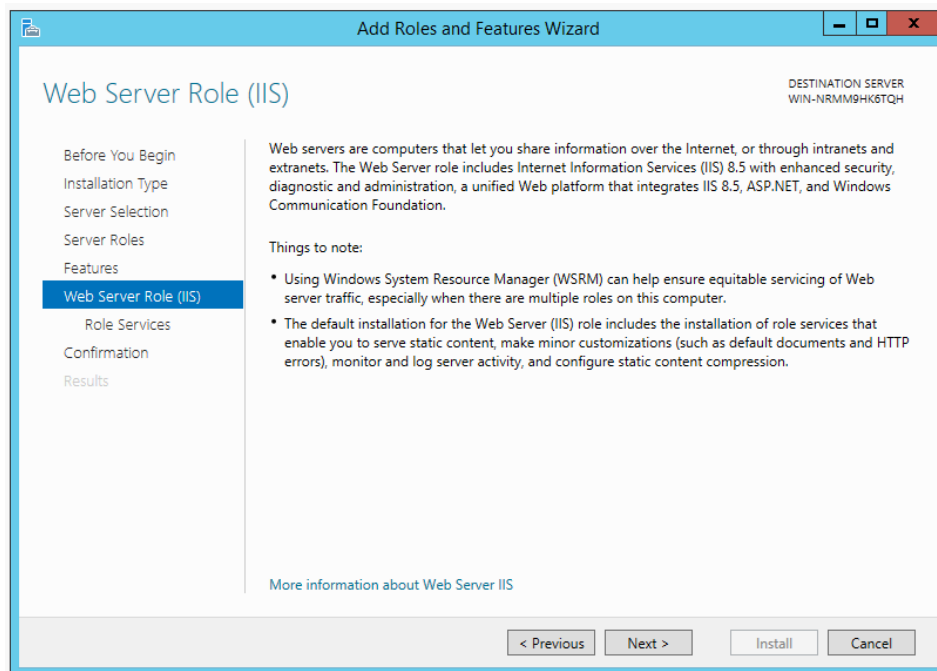 Add Roles and Features Wizard
Web Server Role (IIS)
DESTINATION SERVER
WIN-NRMM9HK6TQH
Before You Begin
Installation Type
Server Selection
Server Roles
Features
Web Server Role (IIS)
Role Services
Confirmation
Results
Web servers are computers that let you share information over the Internet, or through intranets and
extranets. The Web Server role includes Internet Information Services (IIS) 8.5 with enhanced security,
diagnostic and administration, a unified Web platform that integrates IIS 8.5, ASP.NET, and Windows
Communication Foundation.
Things to note:
• Using Windows System Resource Manager (WSRM) can help ensure equitable servicing of Web
server traffic, especially when there are multiple roles on this computer.
• The default installation for the Web Server (IIS) role includes the installation of role services that
enable you to serve static content, make minor customizations (such as default documents and HTTP
errors), monitor and log server activity, and configure static content compression.
More information about Web Server IIS
< Previous
Next >
Install
Cancel